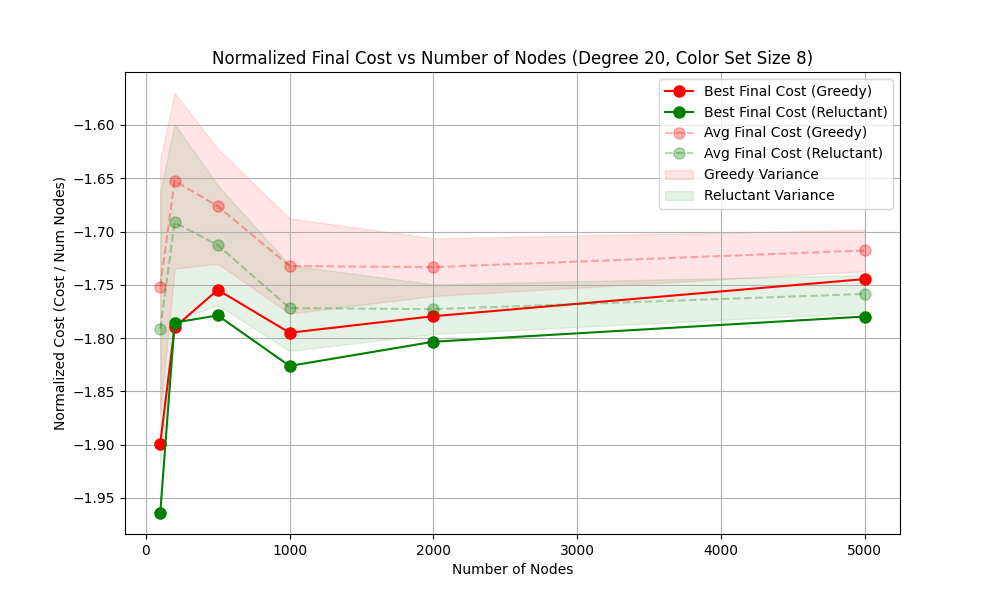 Normalized Final Cost vs Number of Nodes (Degree 20, Color Set Size 8)
Best Final Cost (Greedy)
Best Final Cost (Reluctant)
Avg Final Cost (Greedy)
Avg Final Cost (Reluctant)
Greedy Variance
Reluctant Variance
Normalized Cost (Cost / Num Nodes)
−1.60
−1.65
−1.70
−1.75
−1.80
−1.85
−1.90
−1.95
0 1000 2000 3000 4000 5000
Number of Nodes